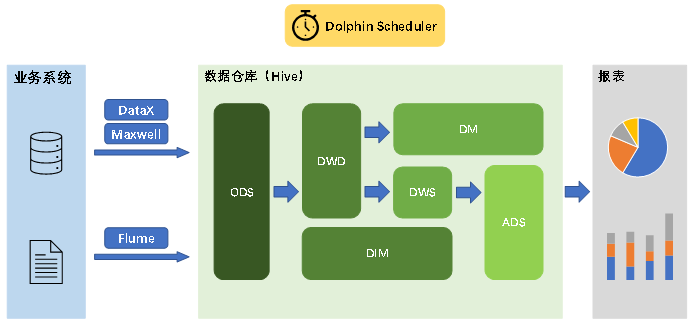 Dolphin Scheduler
业务系统
DataX
Maxwell
Flume
数据仓库（Hive）
ODS
DWD
DM
DWS
DIM
ADS
报表